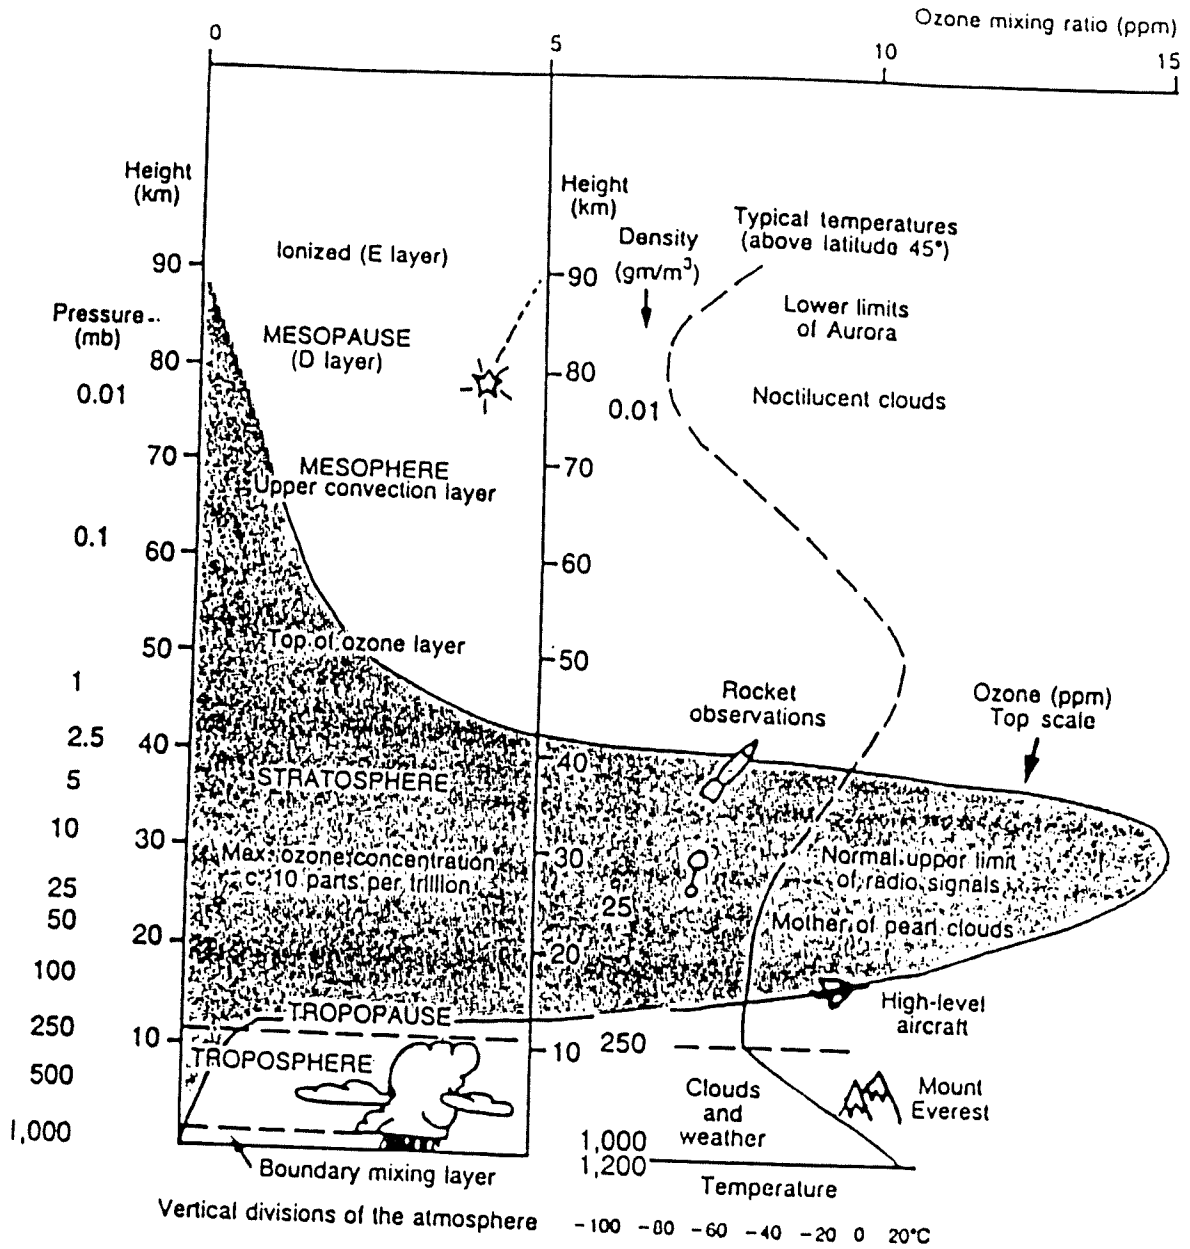 Ozone mixing ratio (ppm)
0
5
10
15
Height
(km)
Height
(km)
Typical temperatures
(above latitude 45°)
Density
(gm/m³)
Ionized (E layer)
90
90
Lower limits
of Aurora
Pressure
(mb)
MESOPAUSE
(D layer)
80
80
0.01
0.01
Noctilucent clouds
70
70
MESOPHERE
Upper convection layer
0.1
60
60
Top of ozone layer
50
50
1
Rocket
observations
Ozone (ppm)
Top scale
2.5
40
40
5
STRATOSPHERE
10
30
30
Max. ozone concentration
c. 10 parts per trillion
Normal upper limit
of radio signals
25
25
50
Mother of pearl clouds
20
20
100
TROPOPAUSE
High-level
aircraft
250
10
10
250
TROPOSPHERE
500
Clouds
and
weather
Mount
Everest
1,000
1,000
1,200
Boundary mixing layer
Temperature
Vertical divisions of the atmosphere
-100 -80 -60 -40 -20 0 20°C